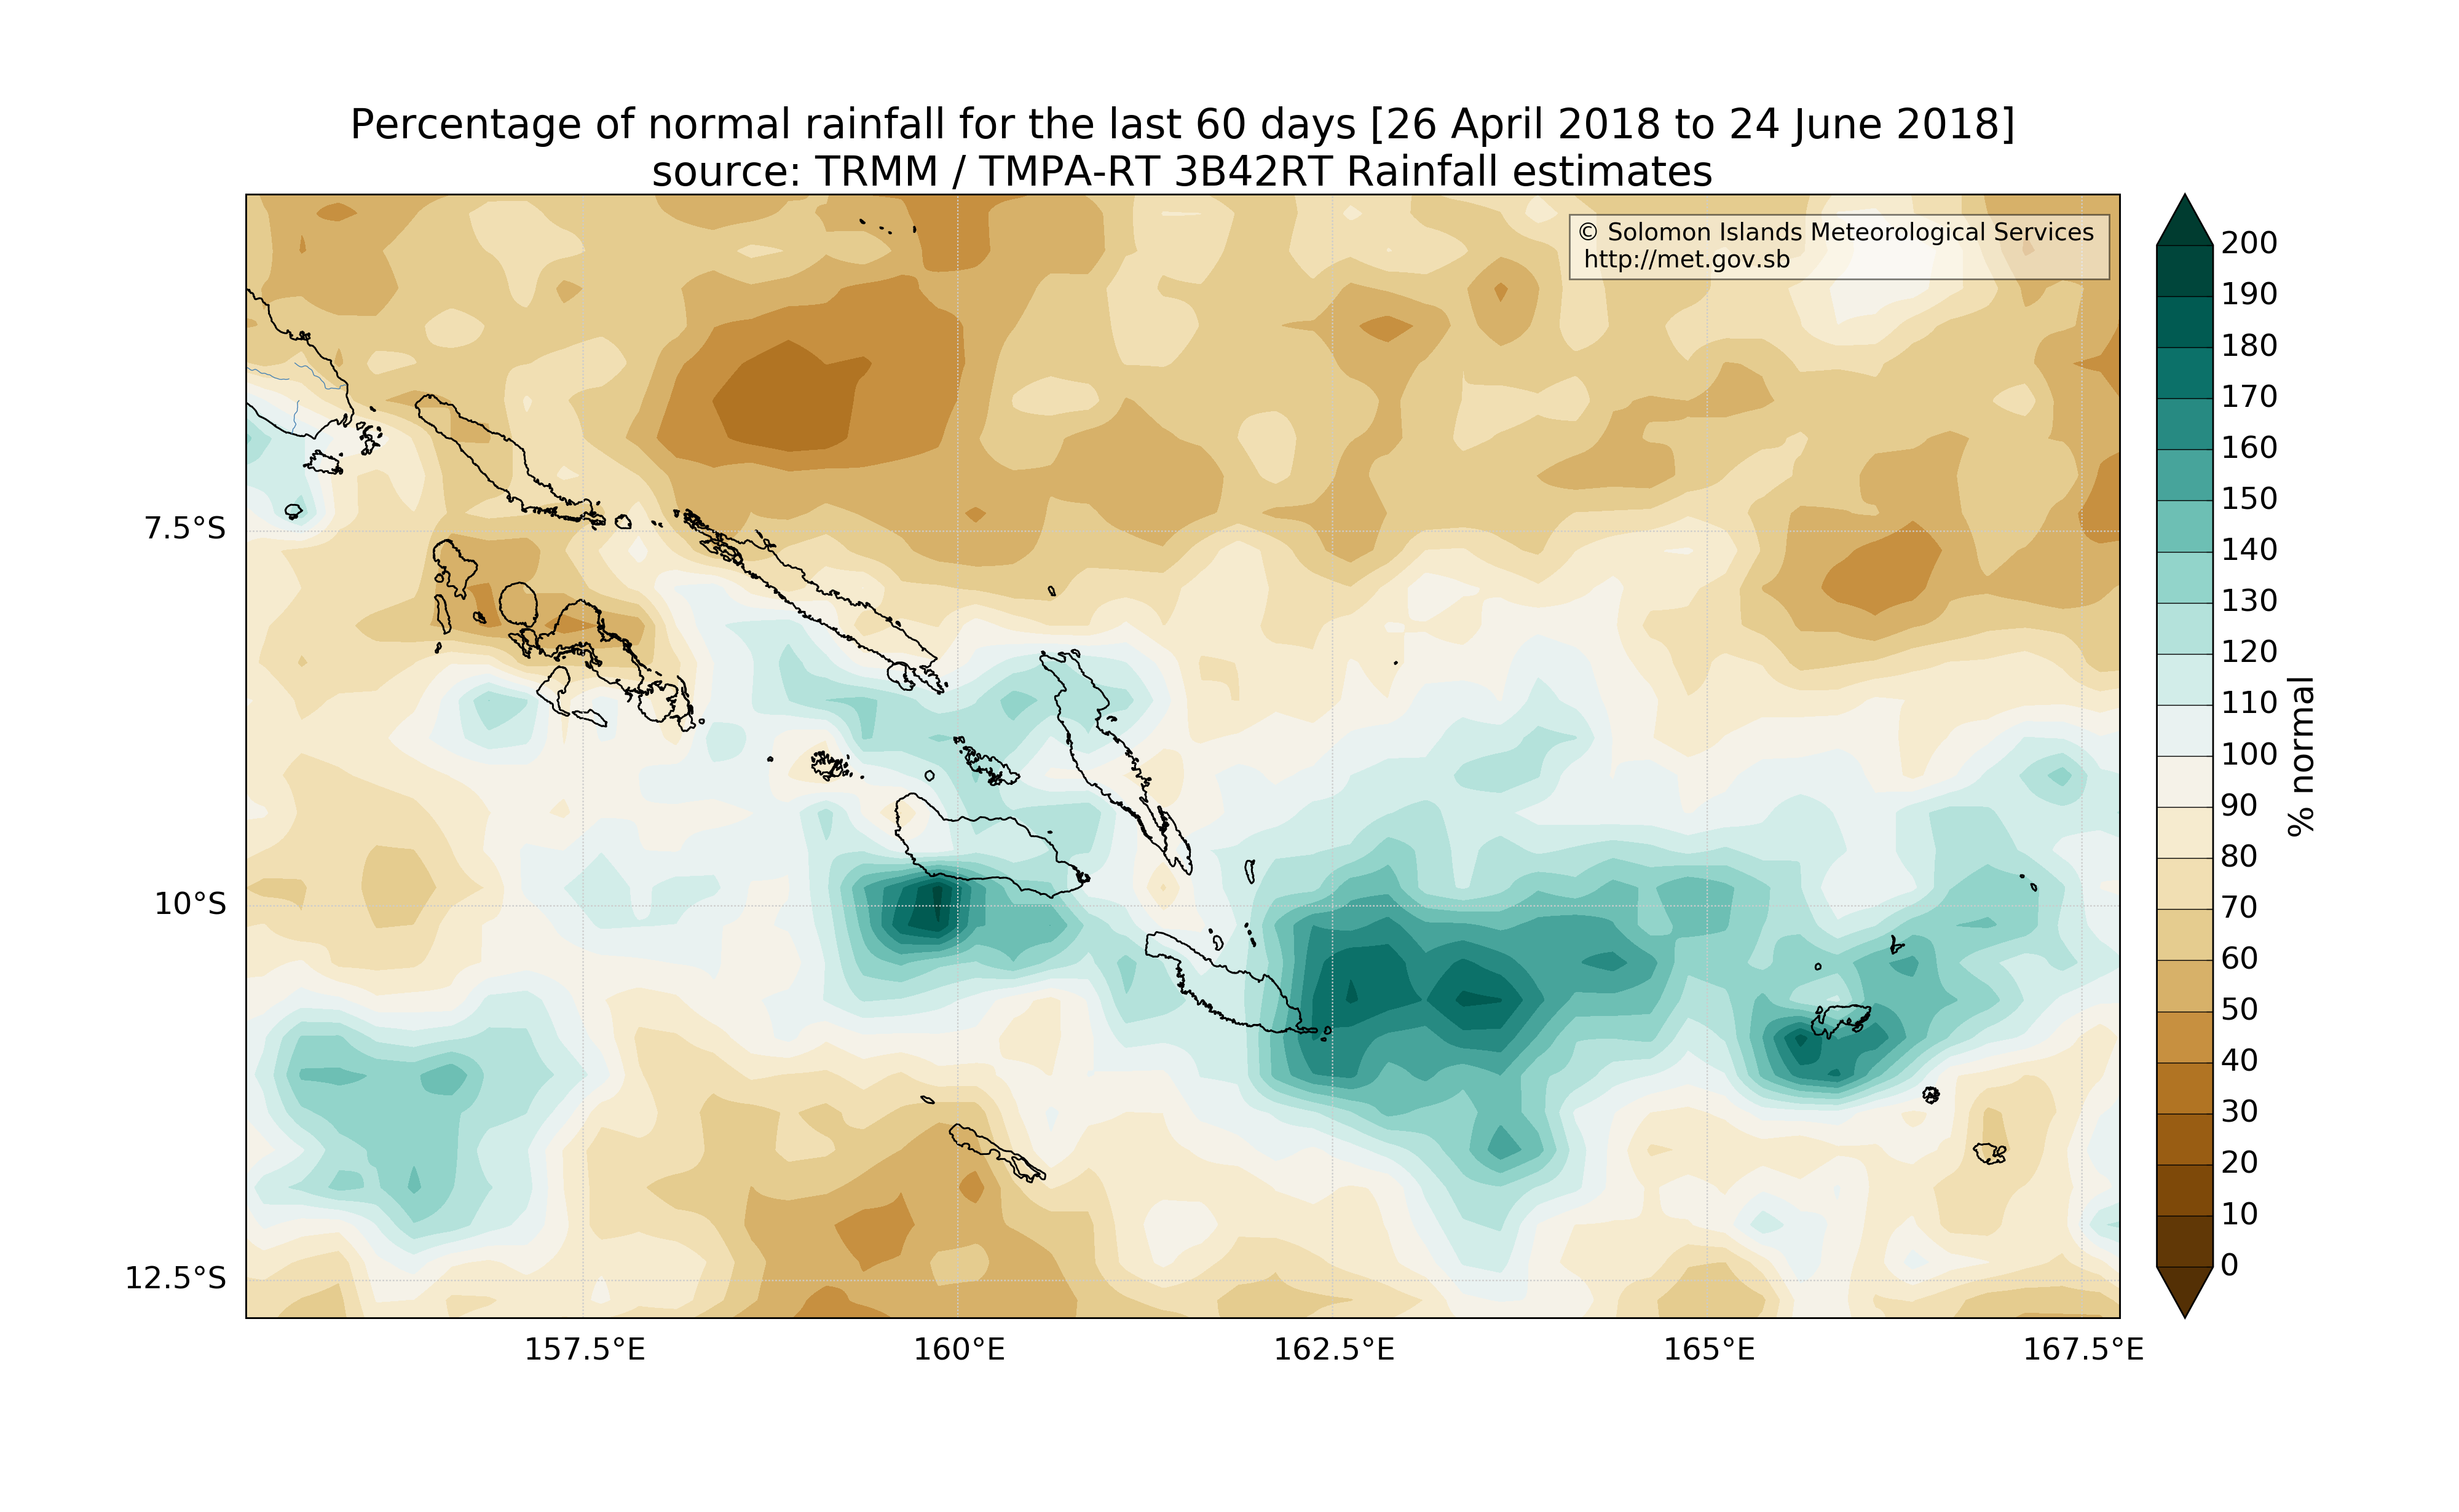 Percentage of normal rainfall for the last 60 days [26 April 2018 to 24 June 2018]
source: TRMM / TMPA-RT 3B42RT Rainfall estimates
© Solomon Islands Meteorological Services
http://met.gov.sb
7.5°S
10°S
12.5°S
157.5°E
160°E
162.5°E
165°E
167.5°E
200
190
180
170
160
150
140
130
120
110
100
90
80
70
60
50
40
30
20
10
0
% normal